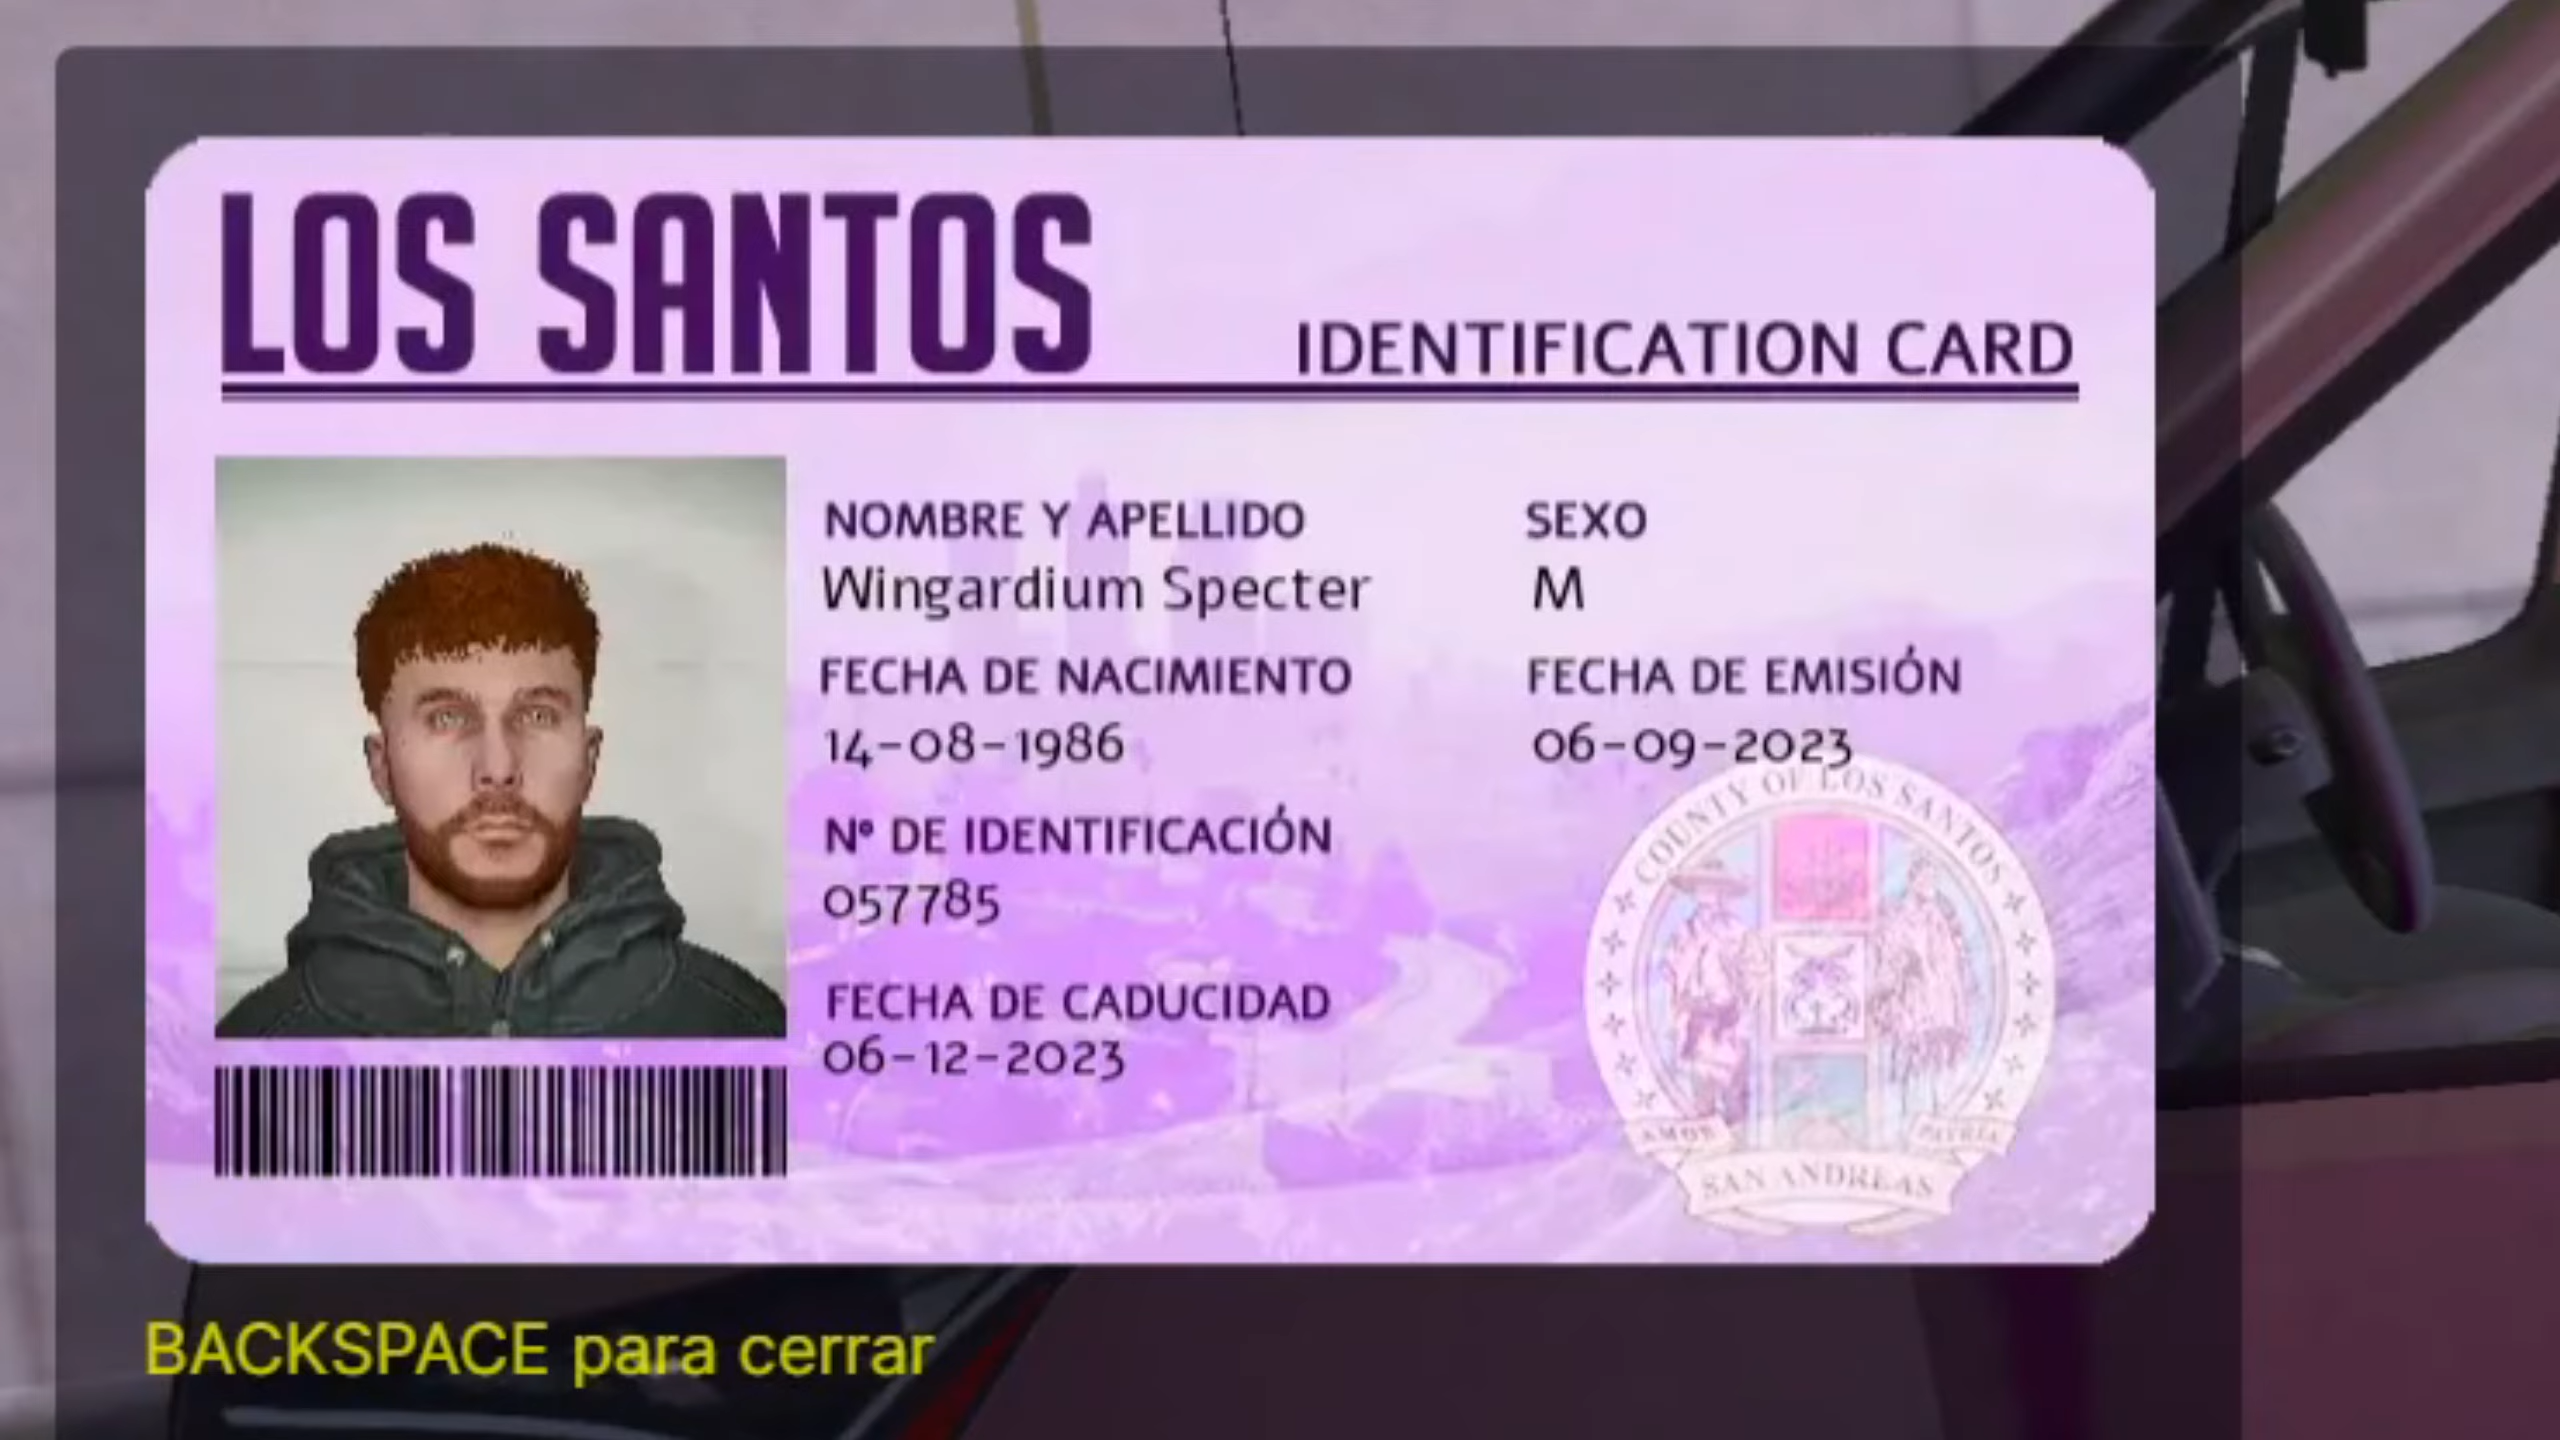 LOS SANTOS
IDENTIFICATION CARD
NOMBRE Y APELLIDO
Wingardium Specter
SEXO
M
FECHA DE NACIMIENTO
14-08-1986
FECHA DE EMISIÓN
06-09-2023
Nº DE IDENTIFICACIÓN
057785
FECHA DE CADUCIDAD
06-12-2023
COUNTY OF LOS SANTOS
AMOR
PATRIA
SAN ANDREAS
BACKSPACE para cerrar